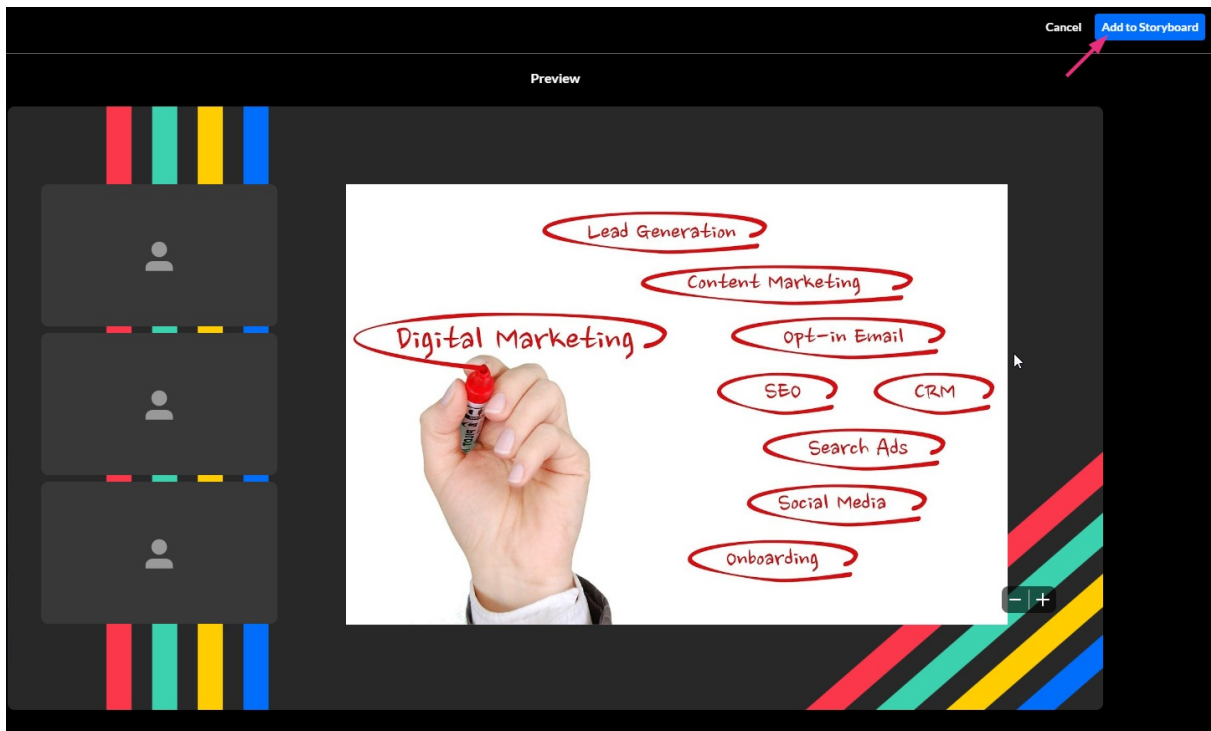 Cancel
Add to Storyboard
Preview
Lead Generation
Content Marketing
Digital Marketing
Opt-in Email
SEO
CRM
Search Ads
Social Media
Onboarding